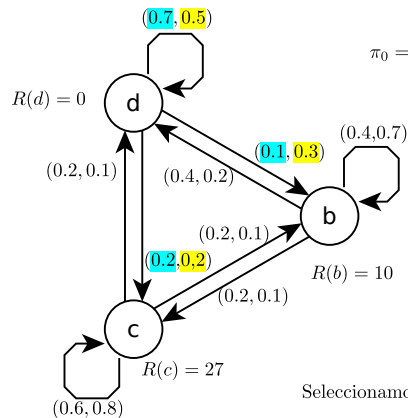 (0.7, 0.5)
π₀ =
R(d) = 0
d
(0.1, 0.3)
(0.4,0.7)
(0.2, 0.1)
(0.4, 0.2)
b
(0.2, 0.1)
(0.2,0,2)
R(b) = 10
(0.2, 0.1)
c
R(c) = 27
(0.6, 0.8)
Seleccionamo